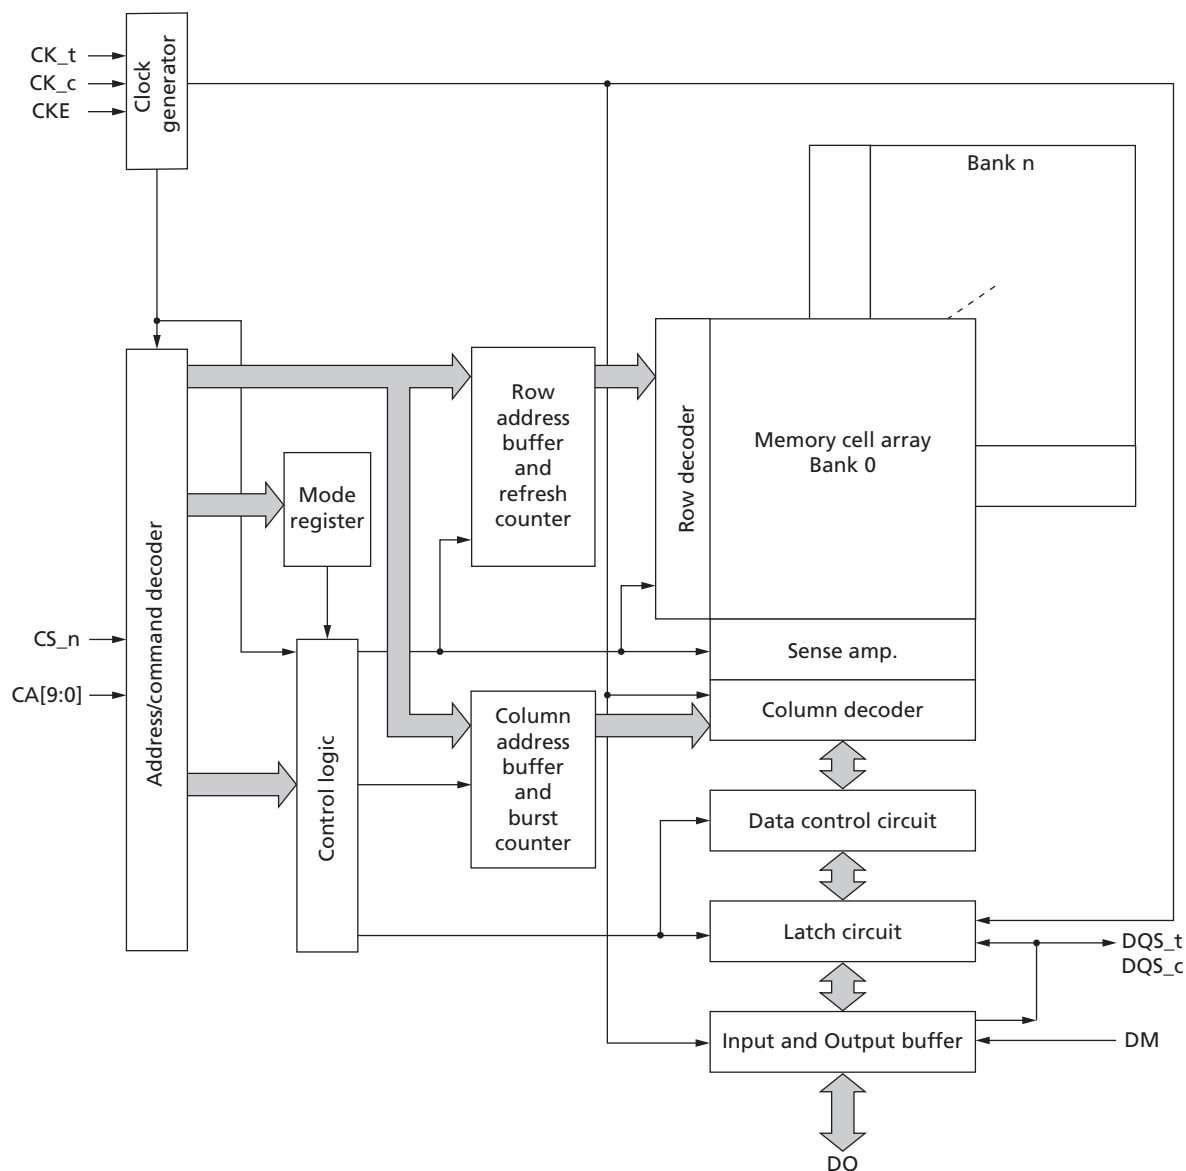 CK_t
CK_c
CKE
Clock
generator
Bank n
Row
address
buffer
and
refresh
counter
Row decoder
Memory cell array
Bank 0
Mode
register
Address/command decoder
CS_n
CA[9:0]
Sense amp.
Column decoder
Column
address
buffer
and
burst
counter
Control logic
Data control circuit
Latch circuit
DQS_t
DQS_c
Input and Output buffer
DM
DO